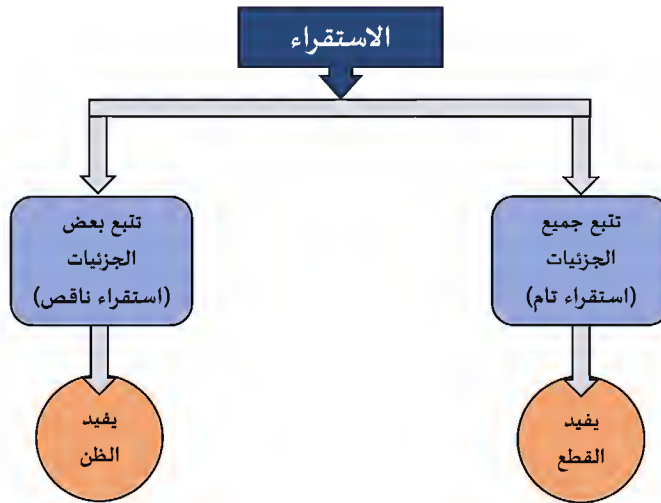 الاستقراء
تتبع جميع
الجزئيات
(استقراء تام)
تتبع بعض
الجزئيات
(استقراء ناقص)
يفيد
القطع
يفيد
الظن